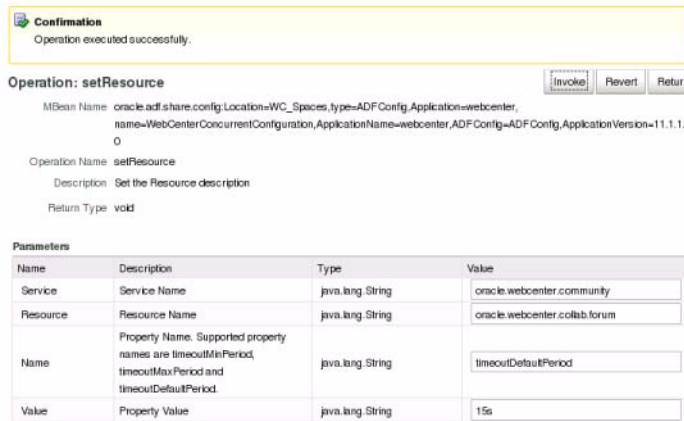 Confirmation
Operation executed successfully.
Operation: setResource
Invoke Revert Retur
MBean Name oracle.adf.share.config:Location=WC_Spaces,type=ADFConfig,Application=webcenter,
name=WebCenterConcurrentConfiguration,ApplicationName=webcenter,ADFConfig=ADFConfig,ApplicationVersion=11.1.1.
O
Operation Name setResource
Description Set the Resource description
Return Type void
Parameters
Name Description Type Value
Service Service Name java.lang.String oracle.webcenter.community
Resource Resource Name java.lang.String oracle.webcenter.collab.forum
Property Name. Supported property
names are timeoutMinPeriod,
Name java.lang.String timeoutDefaultPeriod
timeoutMaxPeriod and
timeoutDefaultPeriod.
Value Property Value java.lang.String 15s